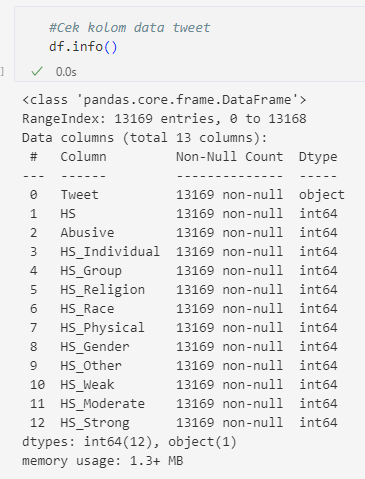 #Cek kolom data tweet
df.info()
]
✓ 0.0s
<class 'pandas.core.frame.DataFrame'>
RangeIndex: 13169 entries, 0 to 13168
Data columns (total 13 columns):
 #   Column         Non-Null Count  Dtype
---  ------         --------------  -----
 0   Tweet          13169 non-null  object
 1   HS             13169 non-null  int64
 2   Abusive        13169 non-null  int64
 3   HS_Individual  13169 non-null  int64
 4   HS_Group       13169 non-null  int64
 5   HS_Religion    13169 non-null  int64
 6   HS_Race        13169 non-null  int64
 7   HS_Physical    13169 non-null  int64
 8   HS_Gender      13169 non-null  int64
 9   HS_Other       13169 non-null  int64
 10  HS_Weak        13169 non-null  int64
 11  HS_Moderate    13169 non-null  int64
 12  HS_Strong      13169 non-null  int64
dtypes: int64(12), object(1)
memory usage: 1.3+ MB